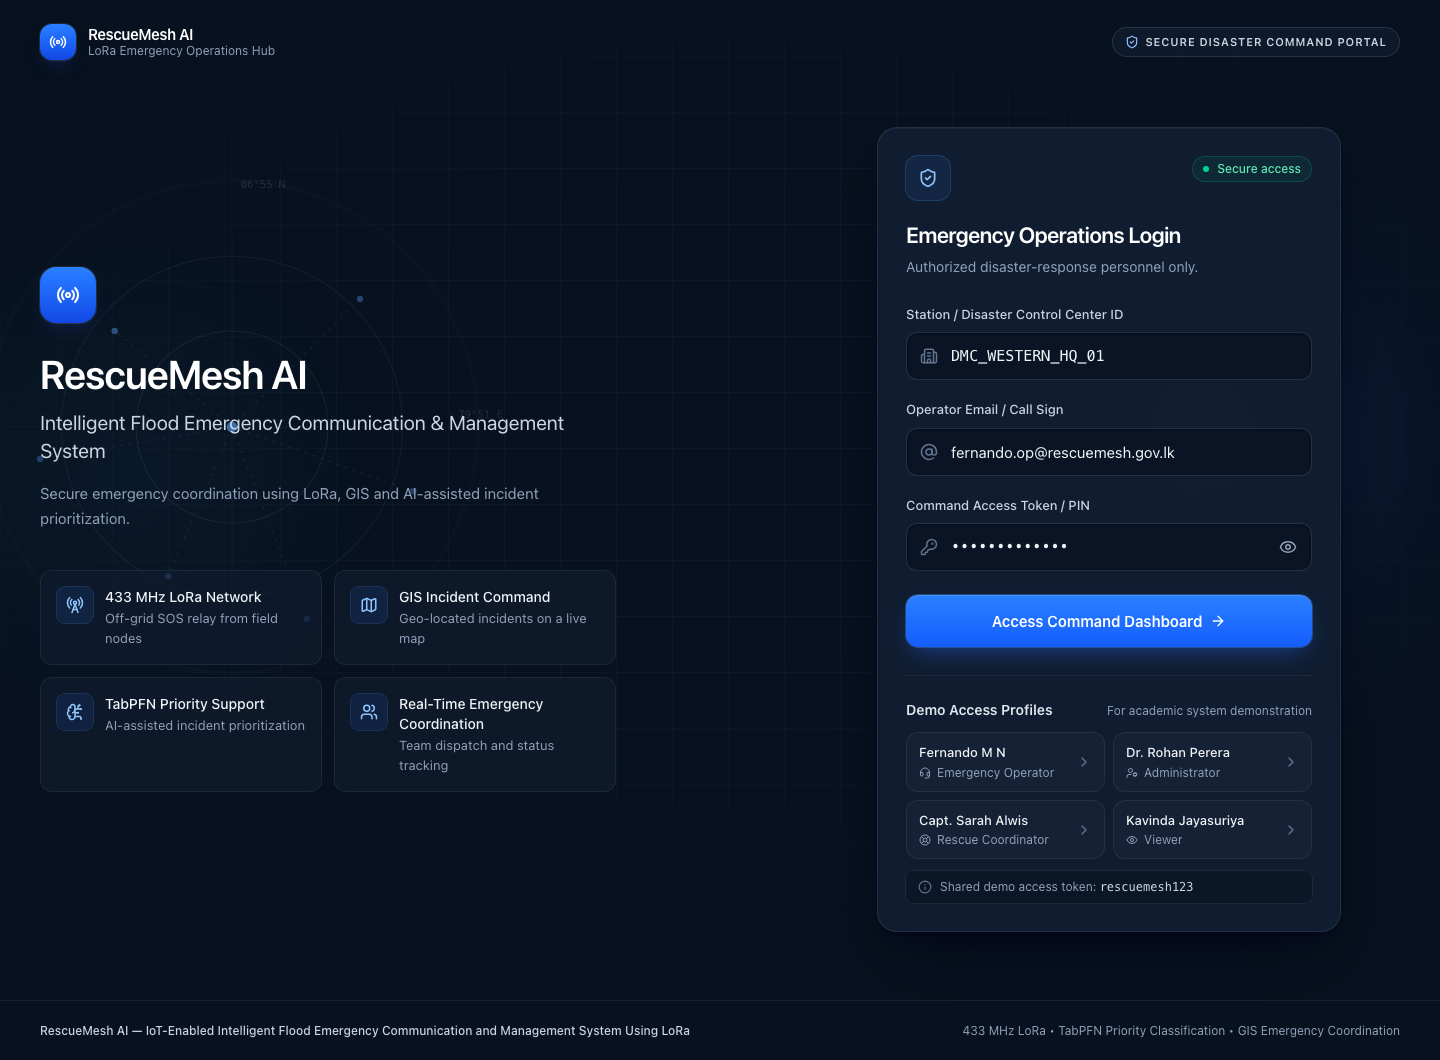 RescueMesh AI
LoRa Emergency Operations Hub
SECURE DISASTER COMMAND PORTAL
06°55'N
79°51'E
RescueMesh AI
Intelligent Flood Emergency Communication & Management
System
Secure emergency coordination using LoRa, GIS and AI-assisted incident
prioritization.
433 MHz LoRa Network
Off-grid SOS relay from field
nodes
GIS Incident Command
Geo-located incidents on a live
map
TabPFN Priority Support
AI-assisted incident prioritization
Real-Time Emergency
Coordination
Team dispatch and status
tracking
Secure access
Emergency Operations Login
Authorized disaster-response personnel only.
Station / Disaster Control Center ID
DMC_WESTERN_HQ_01
Operator Email / Call Sign
fernando.op@rescuemesh.gov.lk
Command Access Token / PIN
•••••••••••••
Access Command Dashboard →
Demo Access Profiles
For academic system demonstration
Fernando M N
Emergency Operator
Dr. Rohan Perera
Administrator
Capt. Sarah Alwis
Rescue Coordinator
Kavinda Jayasuriya
Viewer
Shared demo access token: rescuemesh123
RescueMesh AI — IoT-Enabled Intelligent Flood Emergency Communication and Management System Using LoRa
433 MHz LoRa • TabPFN Priority Classification • GIS Emergency Coordination